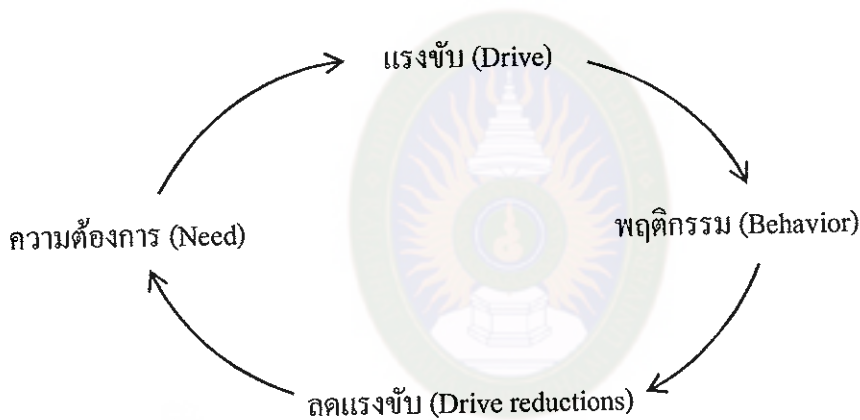 แรงขับ (Drive)
ความต้องการ (Need)
พฤติกรรม (Behavior)
ลดแรงขับ (Drive reductions)